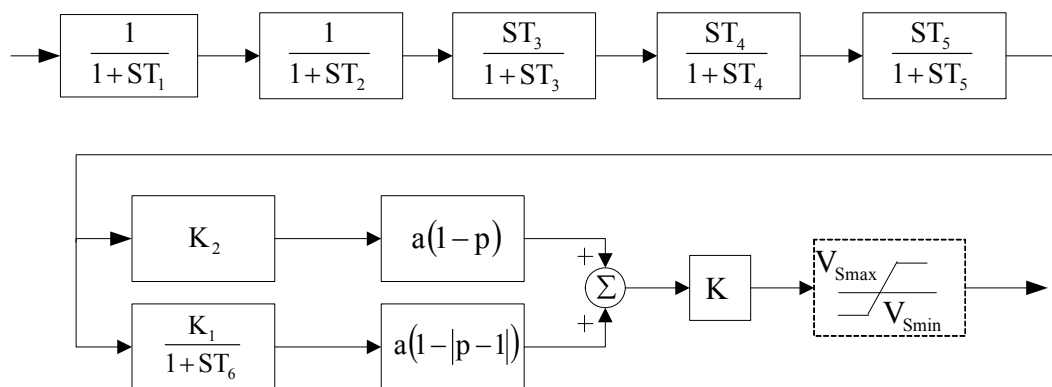 1 / 1+ST₁
1 / 1+ST₂
ST₃ / 1+ST₃
ST₄ / 1+ST₄
ST₅ / 1+ST₅
K₂
a(1−p)
+
Σ
+
K
V_Smax
V_Smin
K₁ / 1+ST₆
a(1−|p−1|)